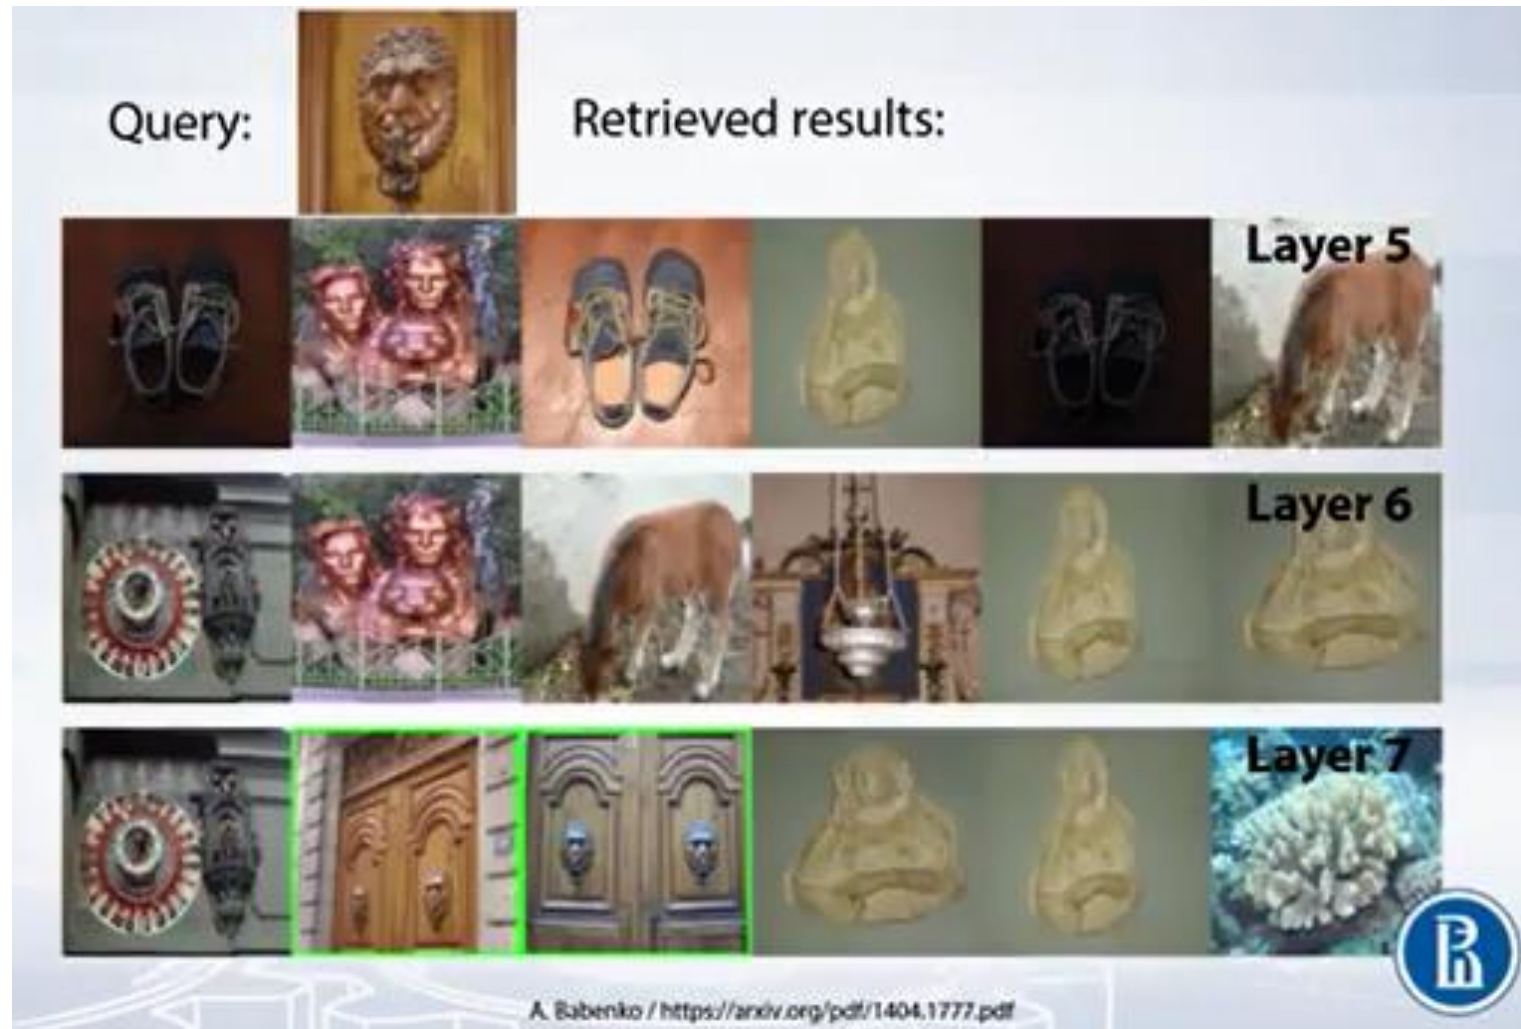 Query:
Retrieved results:
Layer 5
Layer 6
Layer 7
A. Babenko / https://arxiv.org/pdf/1404.1777.pdf